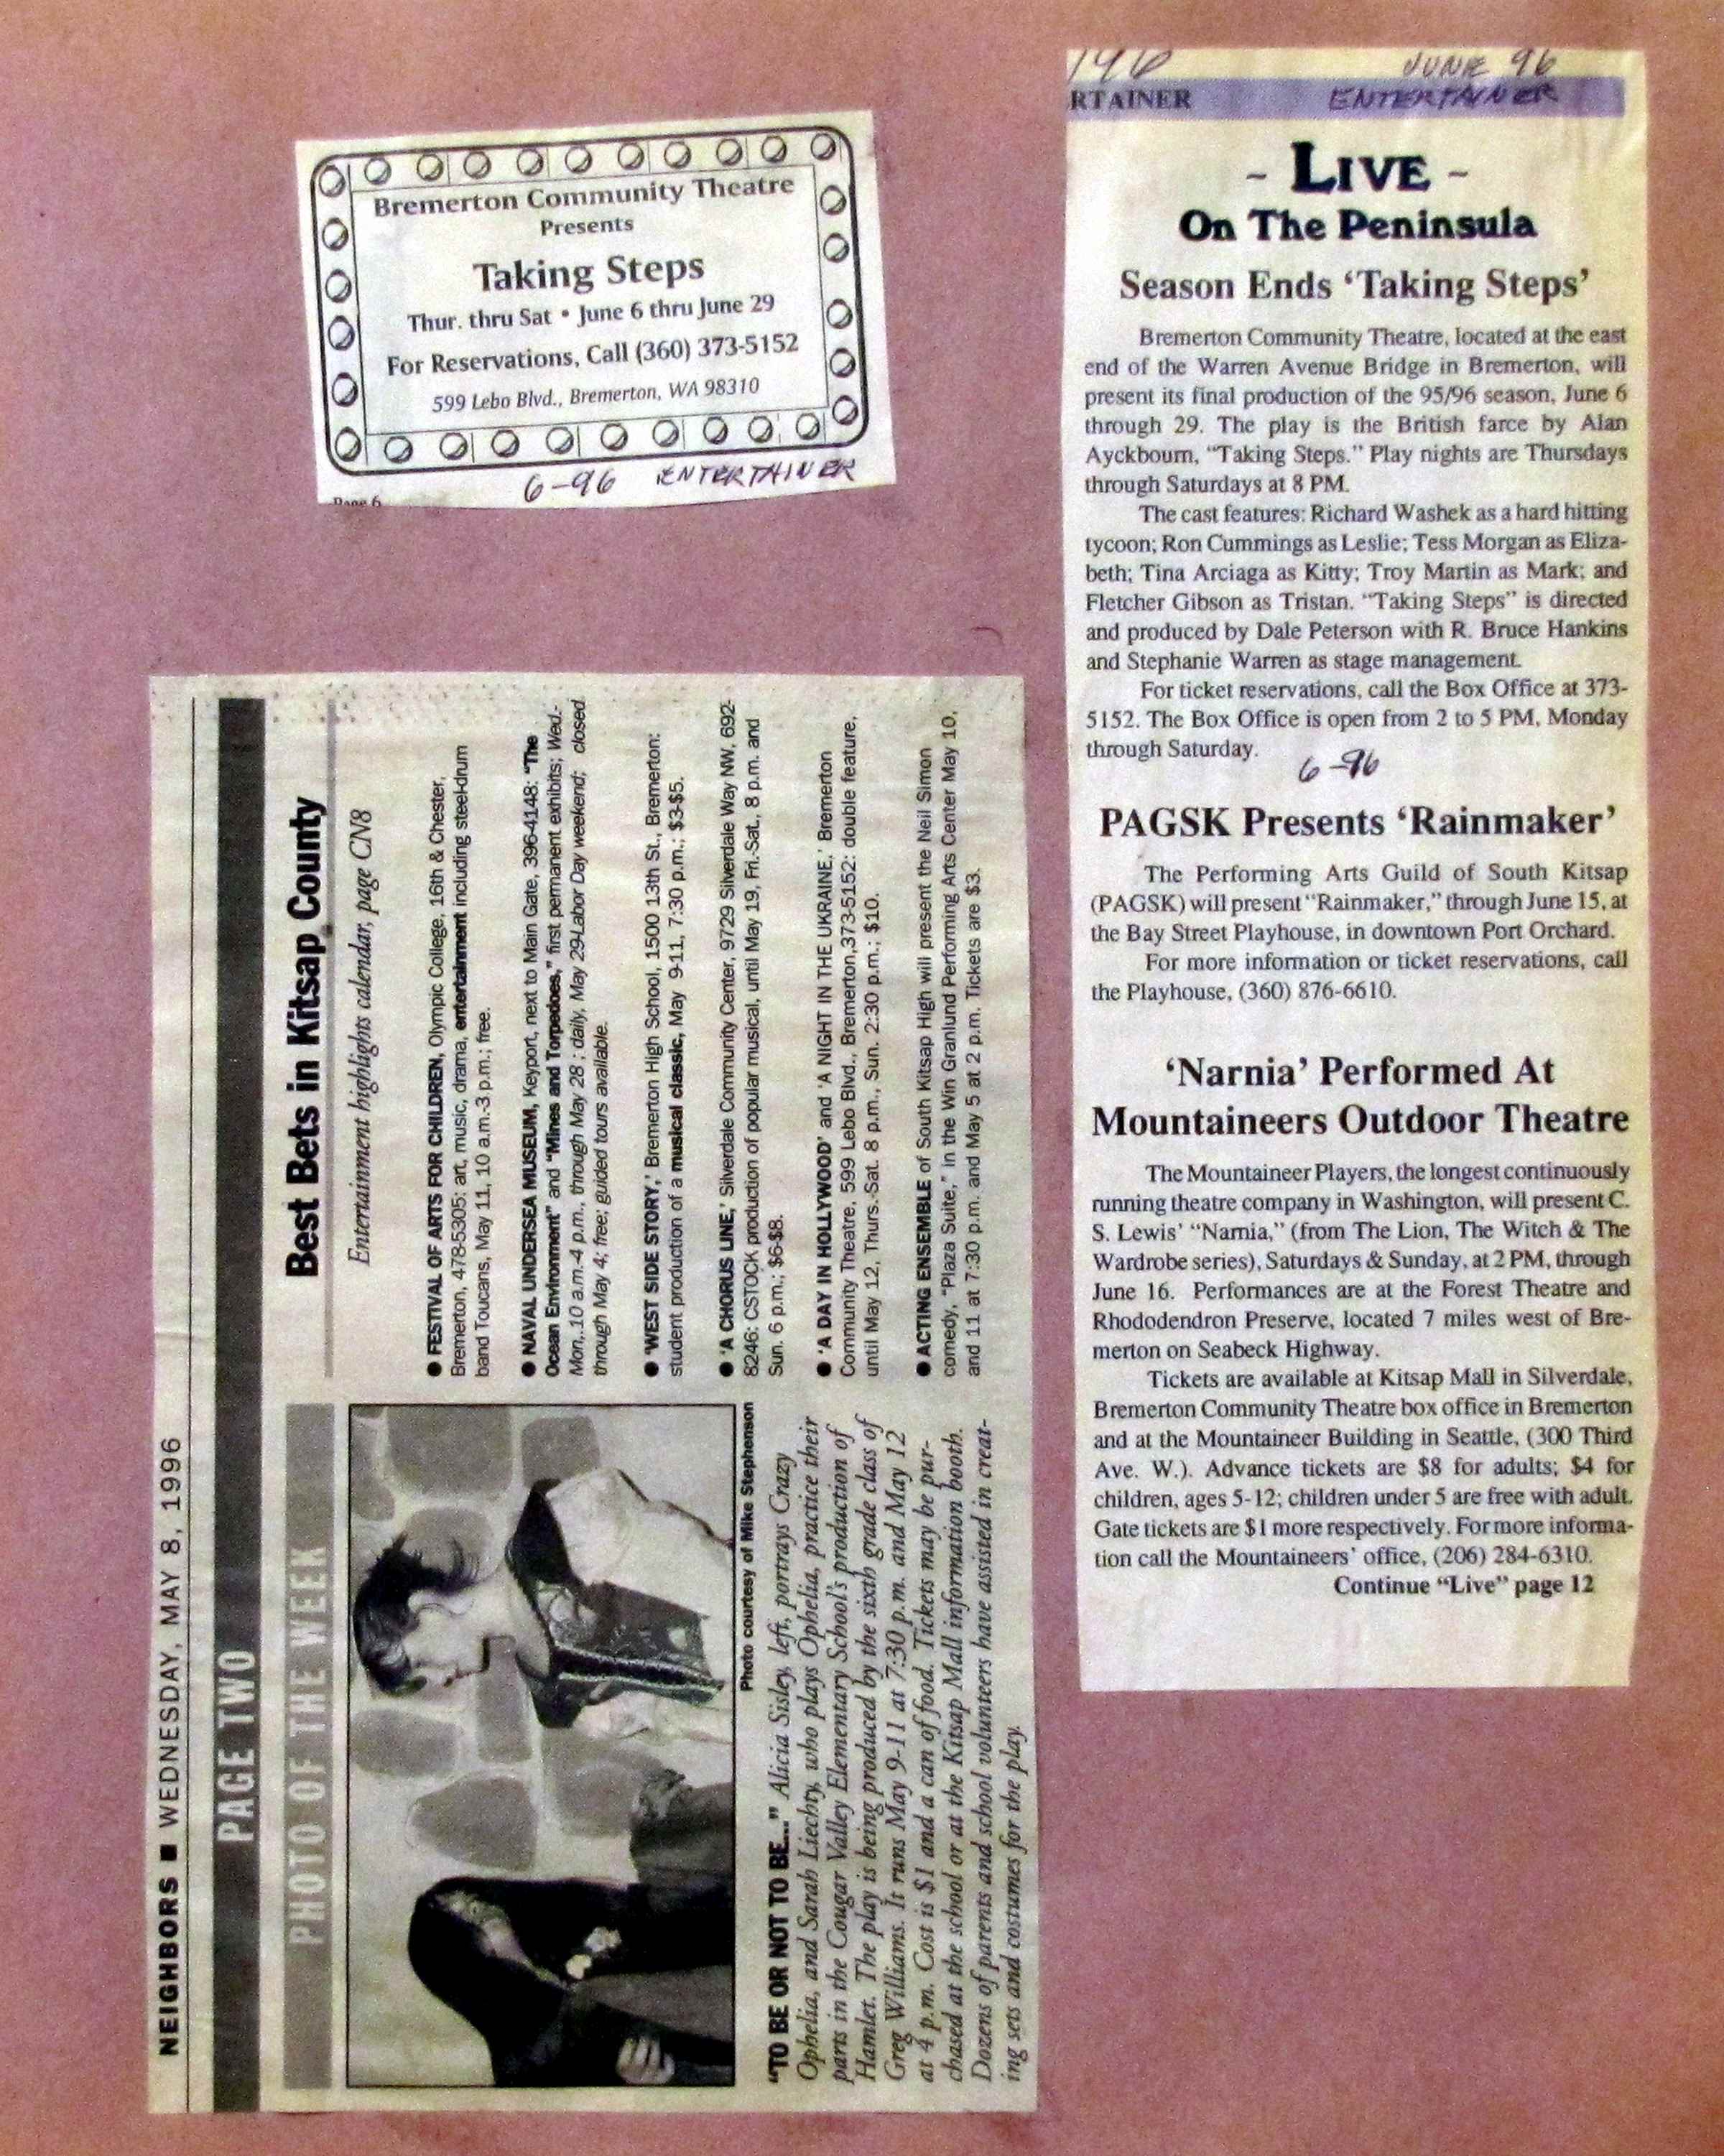 Bremerton Community Theatre
Presents
Taking Steps
Thur. thru Sat • June 6 thru June 29
For Reservations, Call (360) 373-5152
599 Lebo Blvd., Bremerton, WA 98310
Page 6
6-96 ENTERTAINER
NEIGHBORS ■ WEDNESDAY, MAY 8, 1996
PAGE TWO
PHOTO OF THE WEEK
Photo courtesy of Mike Stephenson
"TO BE OR NOT TO BE..." Alicia Sisley, left, portrays Crazy
Ophelia, and Sarah Liechty, who plays Ophelia, practice their
parts in the Cougar Valley Elementary School's production of
Hamlet. The play is being produced by the sixth grade class of
Greg Williams. It runs May 9-11 at 7:30 p.m. and May 12
at 4 p.m. Cost is $1 and a can of food. Tickets may be pur-
chased at the school or at the Kitsap Mall information booth.
Dozens of parents and school volunteers have assisted in creat-
ing sets and costumes for the play.
Best Bets in Kitsap County
Entertainment highlights calendar, page CN8
● FESTIVAL OF ARTS FOR CHILDREN, Olympic College, 16th & Chester,
Bremerton, 478-5305: art, music, drama, entertainment including steel-drum
band Toucans, May 11, 10 a.m.-3 p.m.; free.
● NAVAL UNDERSEA MUSEUM, Keyport, next to Main Gate, 396-4148: "The
Ocean Environment" and "Mines and Torpedoes," first permanent exhibits; Wed.-
Mon,.10 a.m.-4 p.m., through May 28 ; daily, May 29-Labor Day weekend; closed
through May 4; free; guided tours available.
● 'WEST SIDE STORY,' Bremerton High School, 1500 13th St., Bremerton:
student production of a musical classic, May 9-11, 7:30 p.m.; $3-$5.
● 'A CHORUS LINE,' Silverdale Community Center, 9729 Silverdale Way NW, 692-
8246: CSTOCK production of popular musical, until May 19, Fri.-Sat., 8 p.m. and
Sun. 6 p.m.; $6-$8.
● 'A DAY IN HOLLYWOOD' and 'A NIGHT IN THE UKRAINE,' Bremerton
Community Theatre, 599 Lebo Blvd., Bremerton,373-5152: double feature,
until May 12, Thurs.-Sat. 8 p.m., Sun. 2:30 p.m.; $10.
● ACTING ENSEMBLE of South Kitsap High will present the Neil Simon
comedy, "Plaza Suite," in the Win Granlund Performing Arts Center May 10,
and 11 at 7:30 p.m. and May 5 at 2 p.m. Tickets are $3.
JUNE 96
RTAINER ENTERTAINER
- LIVE -
On The Peninsula
Season Ends 'Taking Steps'
Bremerton Community Theatre, located at the east
end of the Warren Avenue Bridge in Bremerton, will
present its final production of the 95/96 season, June 6
through 29. The play is the British farce by Alan
Ayckbourn, "Taking Steps." Play nights are Thursdays
through Saturdays at 8 PM.
The cast features: Richard Washek as a hard hitting
tycoon; Ron Cummings as Leslie; Tess Morgan as Eliza-
beth; Tina Arciaga as Kitty; Troy Martin as Mark; and
Fletcher Gibson as Tristan. "Taking Steps" is directed
and produced by Dale Peterson with R. Bruce Hankins
and Stephanie Warren as stage management.
For ticket reservations, call the Box Office at 373-
5152. The Box Office is open from 2 to 5 PM, Monday
through Saturday.
6-96
PAGSK Presents 'Rainmaker'
The Performing Arts Guild of South Kitsap
(PAGSK) will present "Rainmaker," through June 15, at
the Bay Street Playhouse, in downtown Port Orchard.
For more information or ticket reservations, call
the Playhouse, (360) 876-6610.
'Narnia' Performed At
Mountaineers Outdoor Theatre
The Mountaineer Players, the longest continuously
running theatre company in Washington, will present C.
S. Lewis' "Narnia," (from The Lion, The Witch & The
Wardrobe series), Saturdays & Sunday, at 2 PM, through
June 16. Performances are at the Forest Theatre and
Rhododendron Preserve, located 7 miles west of Bre-
merton on Seabeck Highway.
Tickets are available at Kitsap Mall in Silverdale,
Bremerton Community Theatre box office in Bremerton
and at the Mountaineer Building in Seattle, (300 Third
Ave. W.). Advance tickets are $8 for adults; $4 for
children, ages 5-12; children under 5 are free with adult.
Gate tickets are $1 more respectively. For more informa-
tion call the Mountaineers' office, (206) 284-6310.
Continue "Live" page 12